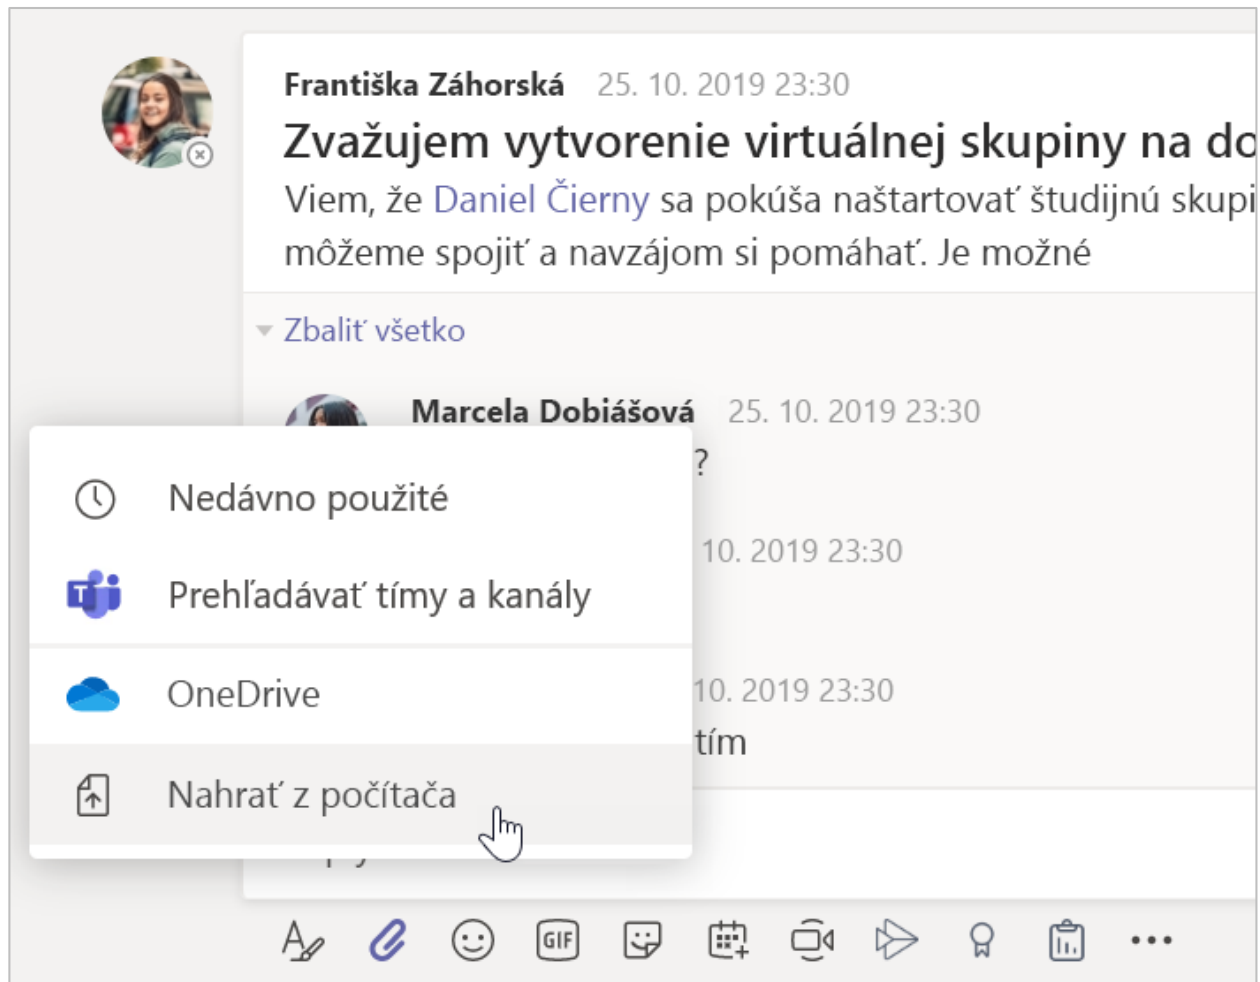 Františka Záhorská 25. 10. 2019 23:30
Zvažujem vytvorenie virtuálnej skupiny na do
Viem, že Daniel Čierny sa pokúša naštartovať študijnú skupi
môžeme spojiť a navzájom si pomáhať. Je možné
Zbaliť všetko
Marcela Dobiášová 25. 10. 2019 23:30
?
10. 2019 23:30
10. 2019 23:30
tím
Nedávno použité
Prehľadávať tímy a kanály
OneDrive
Nahrať z počítača
GIF